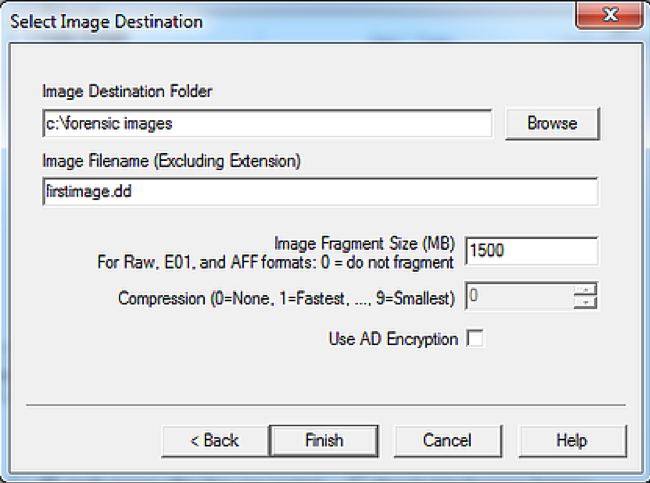 Select Image Destination
Image Destination Folder
c:\forensic images
Browse
Image Filename (Excluding Extension)
firstimage.dd
Image Fragment Size (MB)
1500
For Raw, E01, and AFF formats: 0 = do not fragment
Compression (0=None, 1=Fastest, ..., 9=Smallest)
0
Use AD Encryption
< Back
Finish
Cancel
Help